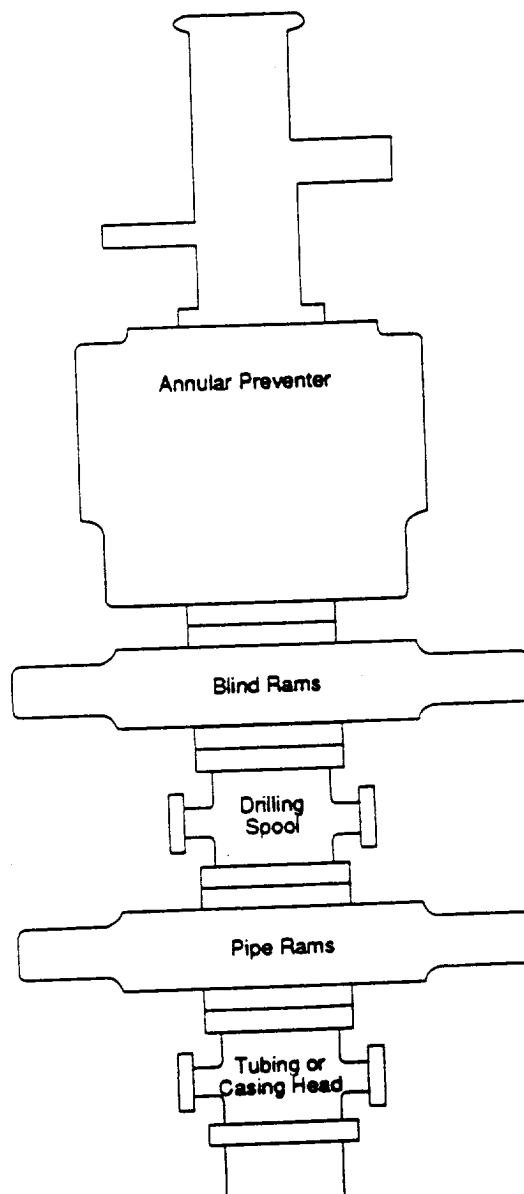 Annular Preventer
Blind Rams
Drilling
Spool
Pipe Rams
Tubing or
Casing Head